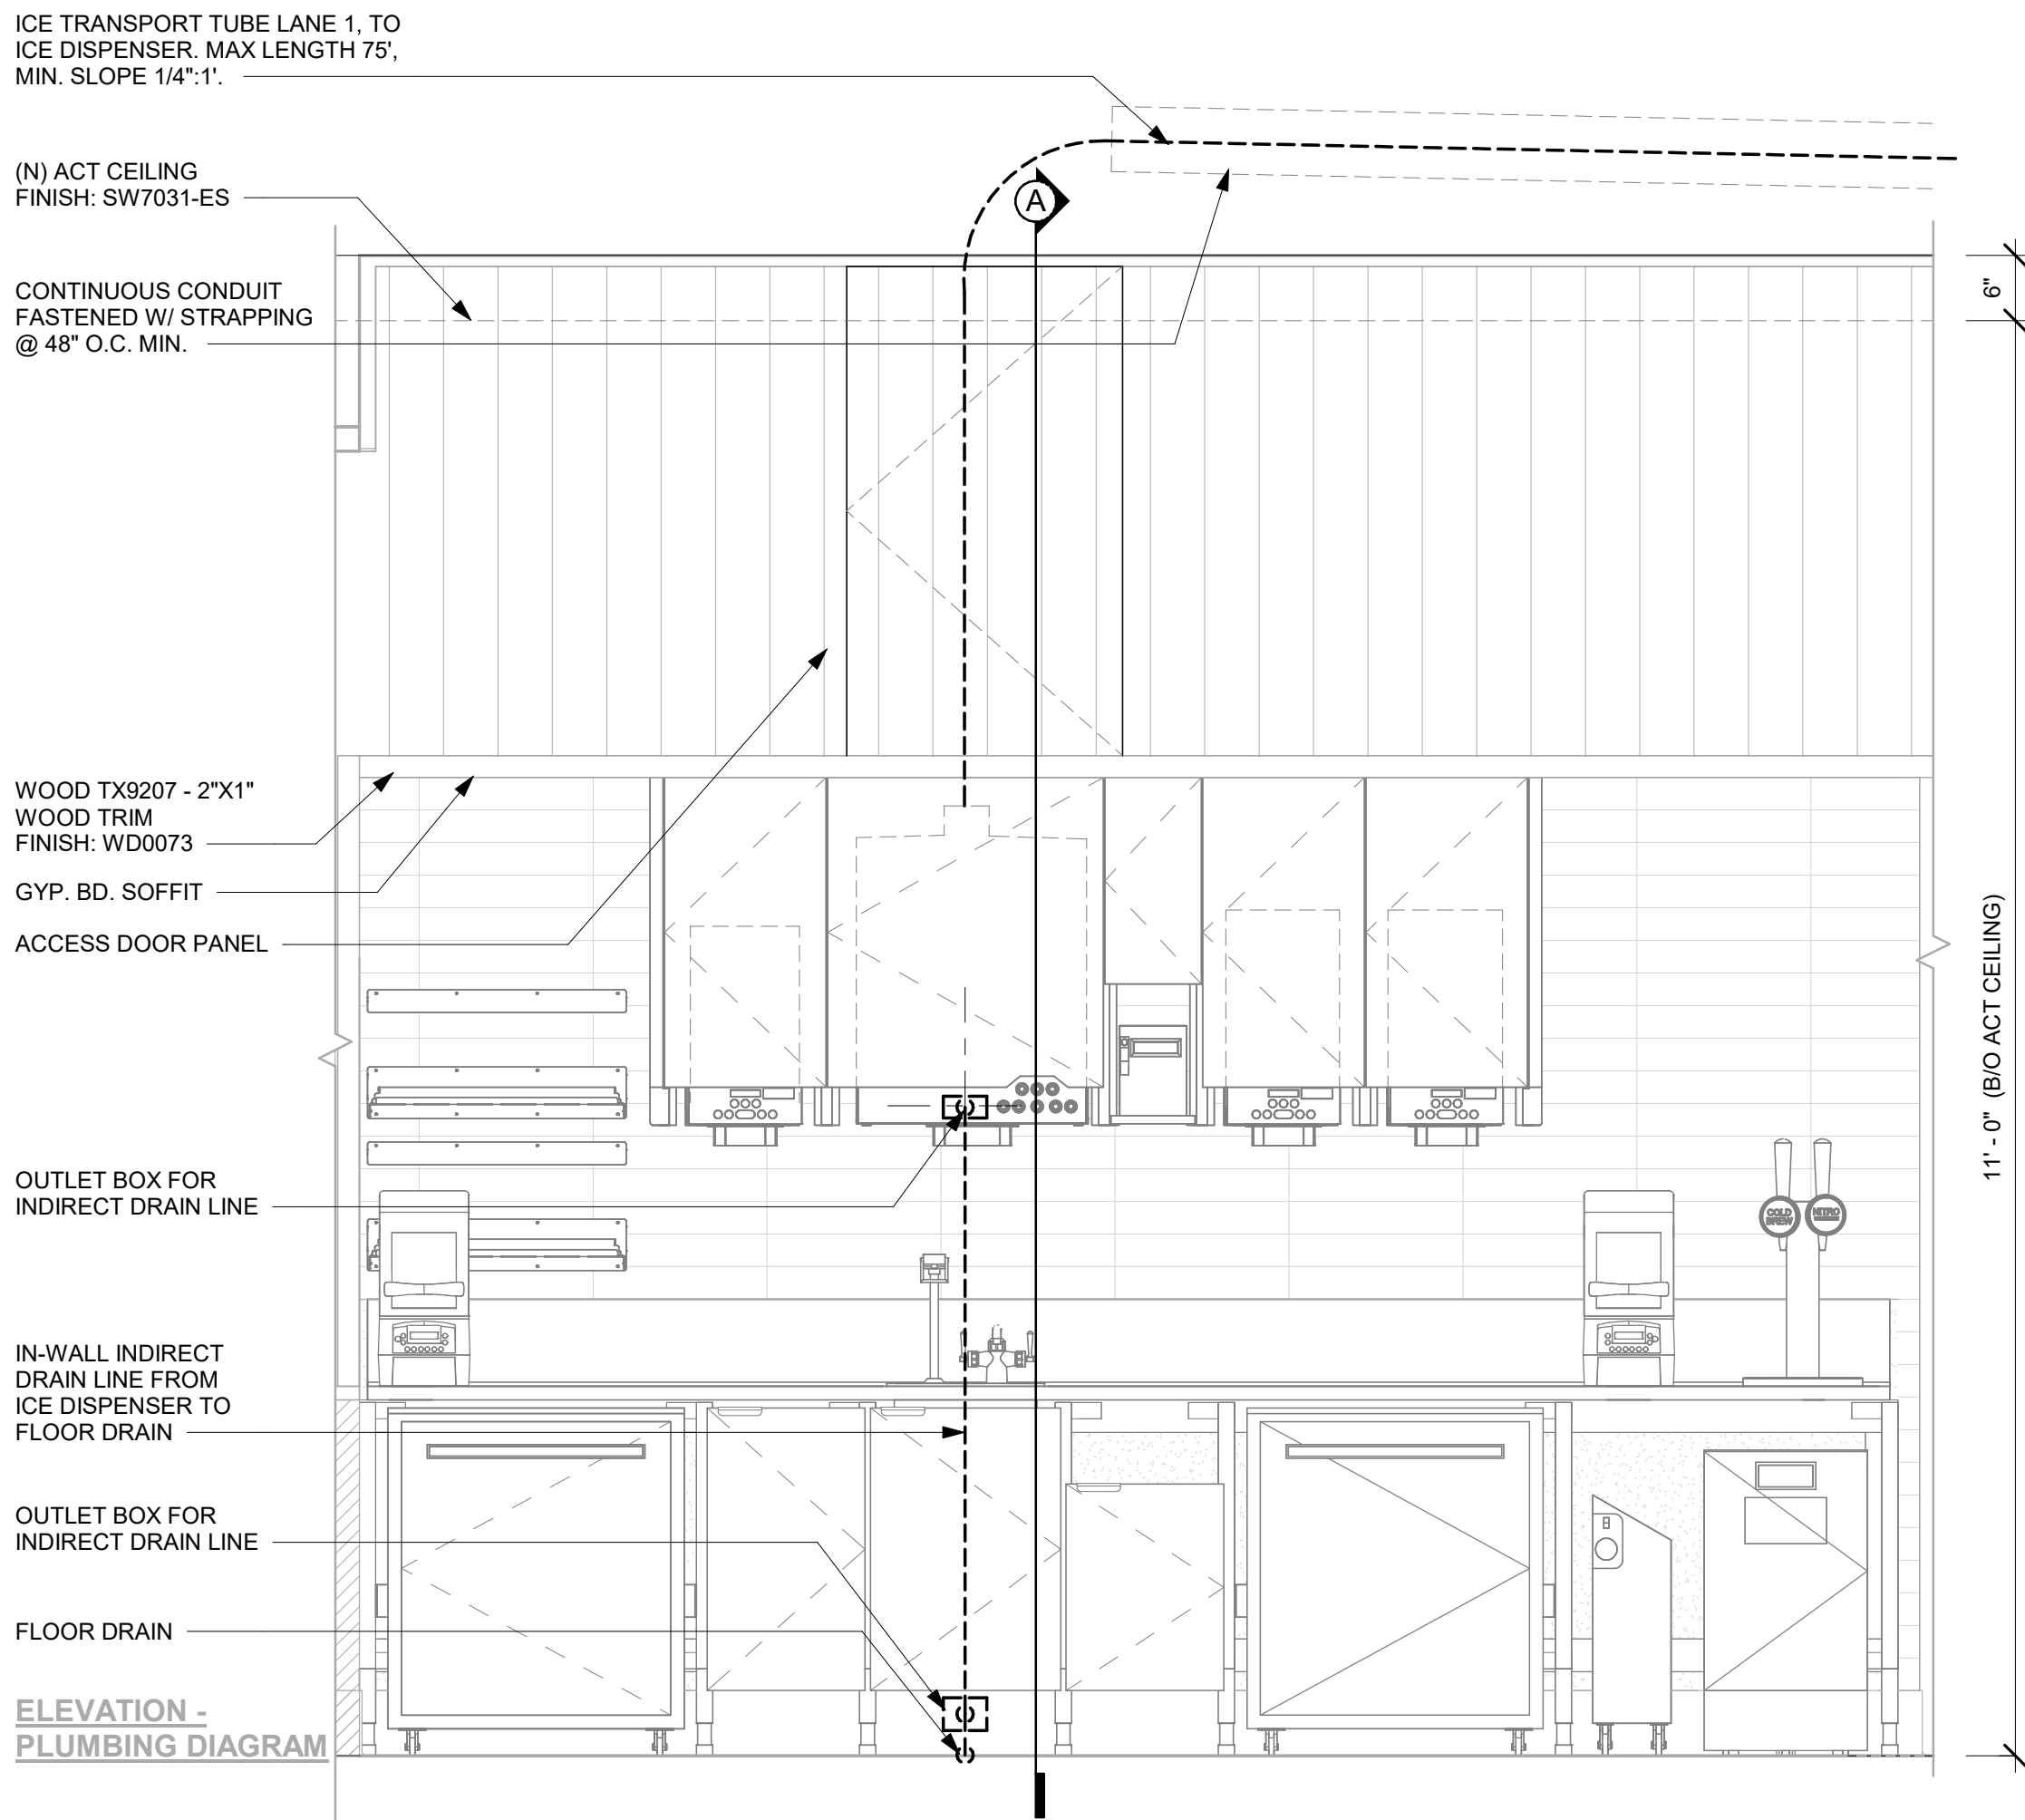 ICE TRANSPORT TUBE LANE 1, TO
ICE DISPENSER. MAX LENGTH 75',
MIN. SLOPE 1/4":1'.
(N) ACT CEILING
FINISH: SW7031-ES
A
6"
CONTINUOUS CONDUIT
FASTENED W/ STRAPPING
@ 48" O.C. MIN.
WOOD TX9207 - 2"X1"
WOOD TRIM
FINISH: WD0073
GYP. BD. SOFFIT
ACCESS DOOR PANEL
11' - 0" (B/O ACT CEILING)
OUTLET BOX FOR
INDIRECT DRAIN LINE
COLD
BREW
NITRO
IN-WALL INDIRECT
DRAIN LINE FROM
ICE DISPENSER TO
FLOOR DRAIN
OUTLET BOX FOR
INDIRECT DRAIN LINE
FLOOR DRAIN
ELEVATION -
PLUMBING DIAGRAM